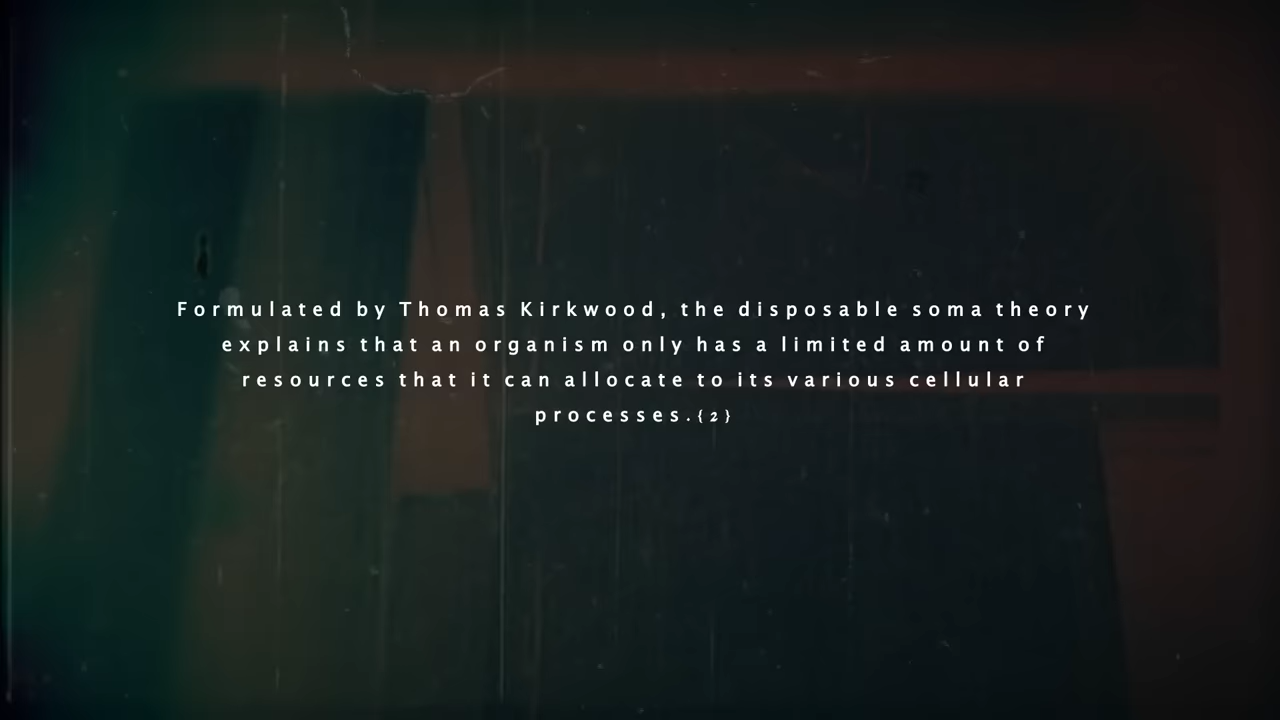 Formulated by Thomas Kirkwood, the disposable soma theory
explains that an organism only has a limited amount of
resources that it can allocate to its various cellular
processes.{2}